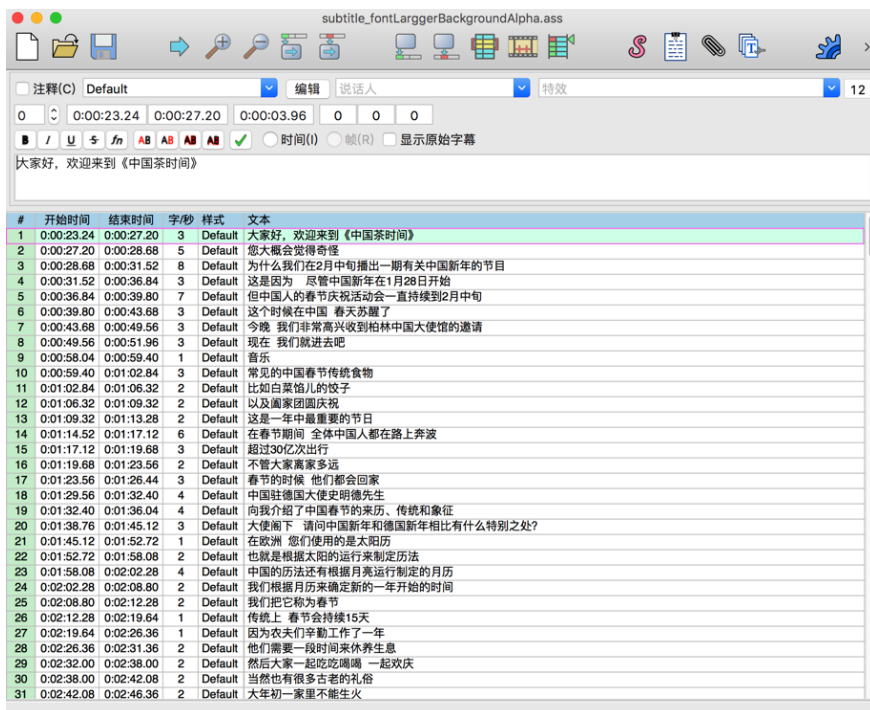 subtitle_fontLarggerBackgroundAlpha.ass
注释(C) Default 编辑 说话人 特效 12
0 0:00:23.24 0:00:27.20 0:00:03.96 0 0 0
B I U S fn AB AB AB AB 时间(I) 帧(R) 显示原始字幕
大家好，欢迎来到《中国茶时间》
# 开始时间 结束时间 字/秒 样式 文本
1 0:00:23.24 0:00:27.20 3 Default 大家好，欢迎来到《中国茶时间》
2 0:00:27.20 0:00:28.68 5 Default 您大概会觉得奇怪
3 0:00:28.68 0:00:31.52 8 Default 为什么我们在2月中旬播出一期有关中国新年的节目
4 0:00:31.52 0:00:36.84 3 Default 这是因为 尽管中国新年在1月28日开始
5 0:00:36.84 0:00:39.80 7 Default 但中国人的春节庆祝活动会一直持续到2月中旬
6 0:00:39.80 0:00:43.68 3 Default 这个时候在中国 春天苏醒了
7 0:00:43.68 0:00:49.56 3 Default 今晚 我们非常高兴收到柏林中国大使馆的邀请
8 0:00:49.56 0:00:51.96 3 Default 现在 我们就进去吧
9 0:00:58.04 0:00:59.40 1 Default 音乐
10 0:00:59.40 0:01:02.84 3 Default 常见的中国春节传统食物
11 0:01:02.84 0:01:06.32 2 Default 比如白菜馅儿的饺子
12 0:01:06.32 0:01:09.32 2 Default 以及阖家团圆庆祝
13 0:01:09.32 0:01:13.28 2 Default 这是一年中最重要的节日
14 0:01:14.52 0:01:17.12 6 Default 在春节期间 全体中国人都在路上奔波
15 0:01:17.12 0:01:19.68 3 Default 超过30亿次出行
16 0:01:19.68 0:01:23.56 2 Default 不管大家离家多远
17 0:01:23.56 0:01:26.44 3 Default 春节的时候 他们都会回家
18 0:01:29.56 0:01:32.40 4 Default 中国驻德国大使史明德先生
19 0:01:32.40 0:01:36.04 4 Default 向我介绍了中国春节的来历、传统和象征
20 0:01:38.76 0:01:45.12 3 Default 大使阁下 请问中国新年和德国新年相比有什么特别之处?
21 0:01:45.12 0:01:52.72 1 Default 在欧洲 您们使用的是太阳历
22 0:01:52.72 0:01:58.08 2 Default 也就是根据太阳的运行来制定历法
23 0:01:58.08 0:02:02.28 4 Default 中国的历法还有根据月亮运行制定的月历
24 0:02:02.28 0:02:08.80 2 Default 我们根据月历来确定新的一年开始的时间
25 0:02:08.80 0:02:12.28 2 Default 我们把它称为春节
26 0:02:12.28 0:02:19.64 1 Default 传统上 春节会持续15天
27 0:02:19.64 0:02:26.36 1 Default 因为农夫们辛勤工作了一年
28 0:02:26.36 0:02:31.36 2 Default 他们需要一段时间来休养生息
29 0:02:32.00 0:02:38.00 2 Default 然后大家一起吃吃喝喝 一起欢庆
30 0:02:38.00 0:02:42.08 2 Default 当然也有很多古老的礼俗
31 0:02:42.08 0:02:46.36 2 Default 大年初一家里不能生火